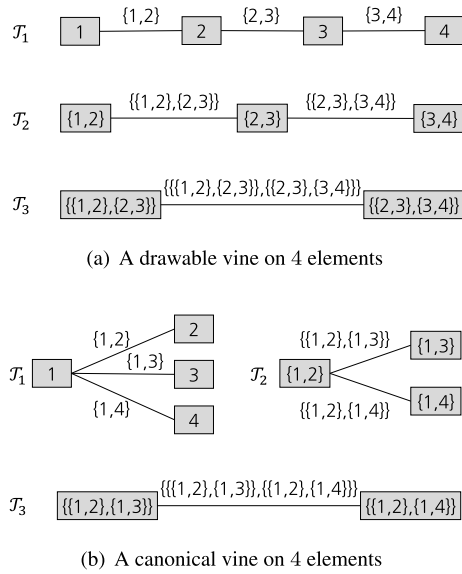 {1,2} {2,3} {3,4}
𝒯₁ 1 2 3 4
{{1,2},{2,3}} {{2,3},{3,4}}
𝒯₂ {1,2} {2,3} {3,4}
{{{1,2},{2,3}},{{2,3},{3,4}}}
𝒯₃ {{1,2},{2,3}} {{2,3},{3,4}}
(a) A drawable vine on 4 elements
2
{1,2}
𝒯₁ 1 {1,3} 3
{1,4}
4
{{1,2},{1,3}} {1,3}
𝒯₂ {1,2}
{{1,2},{1,4}} {1,4}
{{{1,2},{1,3}},{{1,2},{1,4}}}
𝒯₃ {{1,2},{1,3}} {{1,2},{1,4}}
(b) A canonical vine on 4 elements